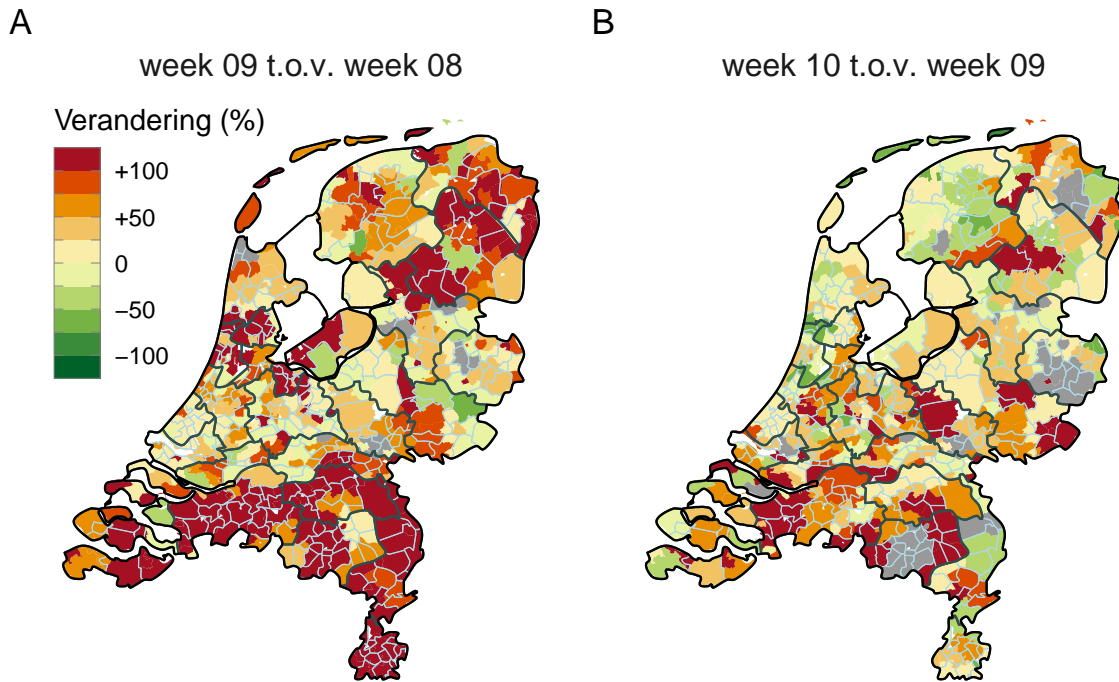 A
B
week 09 t.o.v. week 08
week 10 t.o.v. week 09
Verandering (%)
+100
+50
0
−50
−100